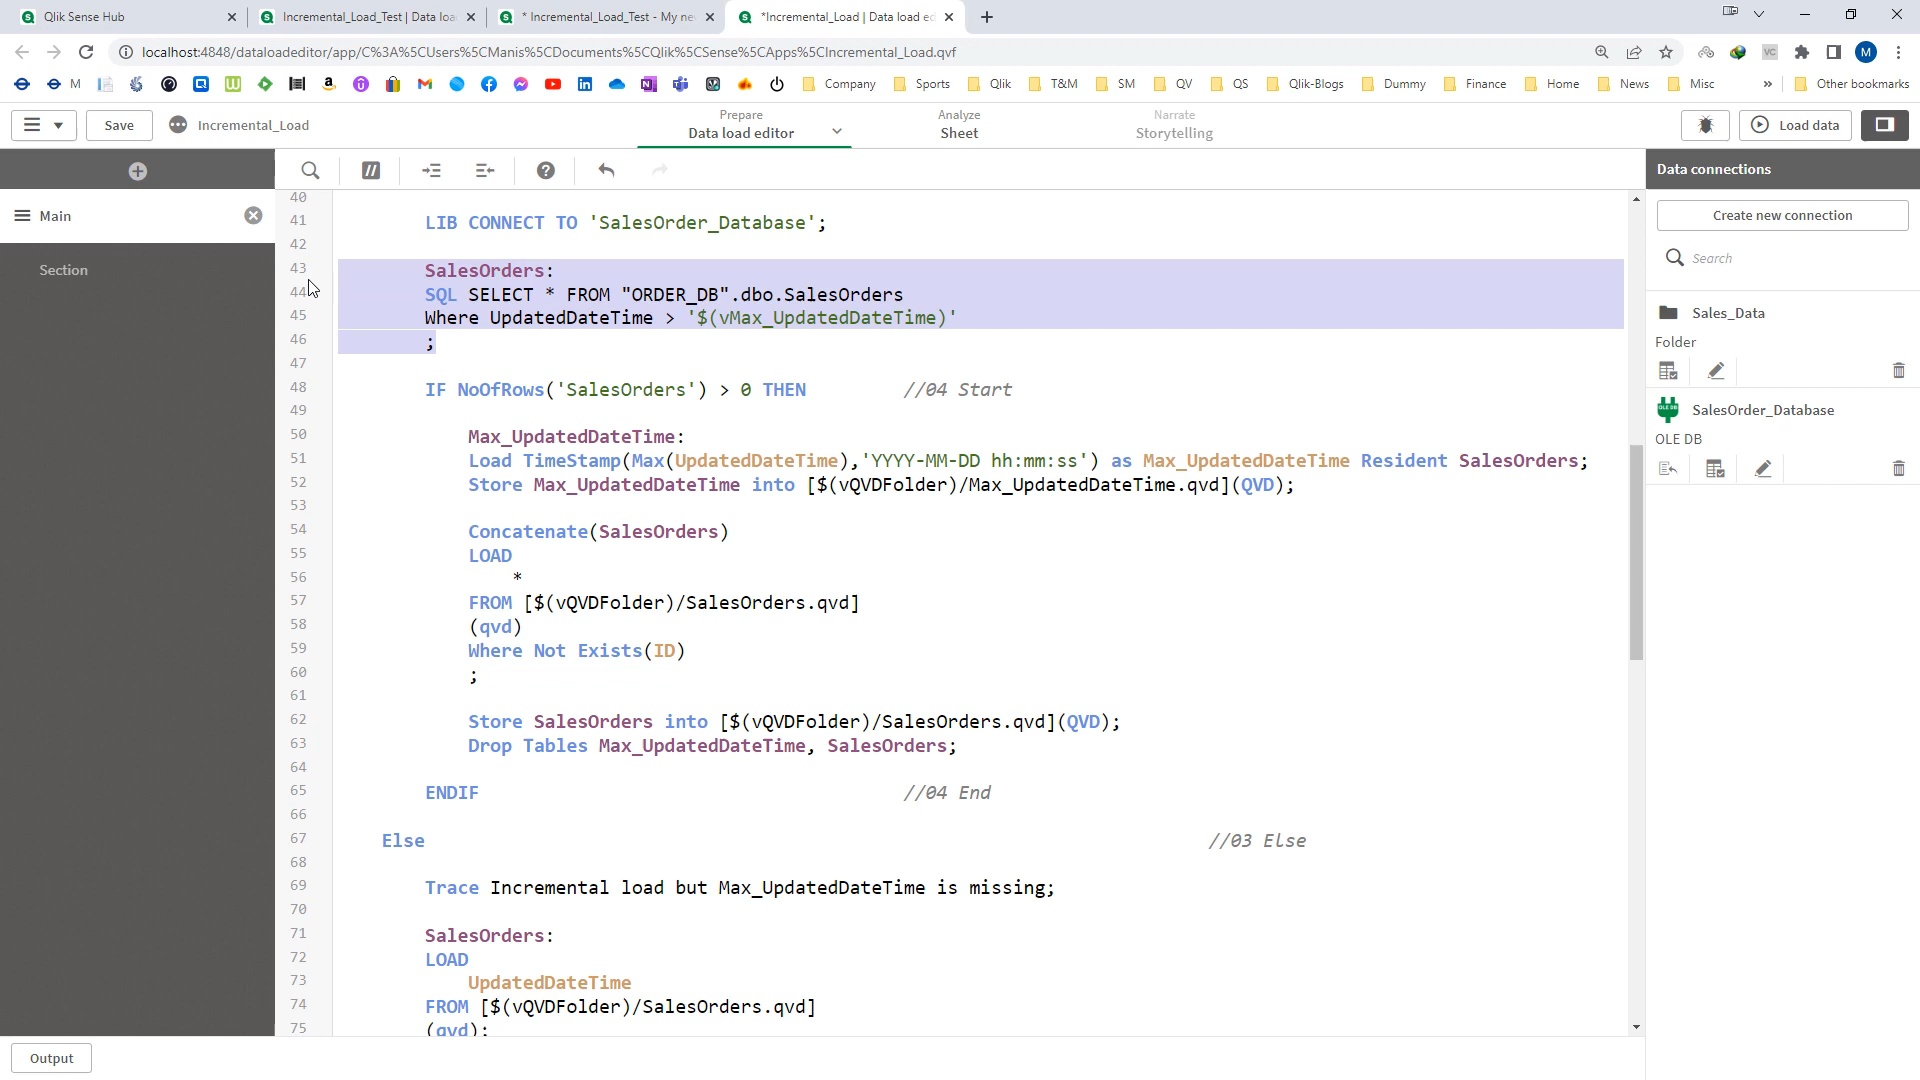 Qlik Sense Hub
Incremental_Load_Test | Data loa
* Incremental_Load_Test - My ne
*Incremental_Load | Data load ed
localhost:4848/dataloadeditor/app/C%3A%5CUsers%5CManis%5CDocuments%5CQlik%5CSense%5CApps%5CIncremental_Load.qvf
M
Company
Sports
Qlik
T&M
SM
QV
QS
Qlik-Blogs
Dummy
Finance
Home
News
Misc
»
Other bookmarks
Save
Incremental_Load
Prepare
Data load editor
Analyze
Sheet
Narrate
Storytelling
Load data
Main
Section
Data connections
Create new connection
Search
Sales_Data
Folder
SalesOrder_Database
OLE DB
40
41 LIB CONNECT TO 'SalesOrder_Database';
42
43 SalesOrders:
44 SQL SELECT * FROM "ORDER_DB".dbo.SalesOrders
45 Where UpdatedDateTime > '$(vMax_UpdatedDateTime)'
46 ;
47
48 IF NoOfRows('SalesOrders') > 0 THEN //04 Start
49
50 Max_UpdatedDateTime:
51 Load TimeStamp(Max(UpdatedDateTime),'YYYY-MM-DD hh:mm:ss') as Max_UpdatedDateTime Resident SalesOrders;
52 Store Max_UpdatedDateTime into [$(vQVDFolder)/Max_UpdatedDateTime.qvd](QVD);
53
54 Concatenate(SalesOrders)
55 LOAD
56 *
57 FROM [$(vQVDFolder)/SalesOrders.qvd]
58 (qvd)
59 Where Not Exists(ID)
60 ;
61
62 Store SalesOrders into [$(vQVDFolder)/SalesOrders.qvd](QVD);
63 Drop Tables Max_UpdatedDateTime, SalesOrders;
64
65 ENDIF //04 End
66
67 Else //03 Else
68
69 Trace Incremental load but Max_UpdatedDateTime is missing;
70
71 SalesOrders:
72 LOAD
73 UpdatedDateTime
74 FROM [$(vQVDFolder)/SalesOrders.qvd]
75 (qvd);
Output